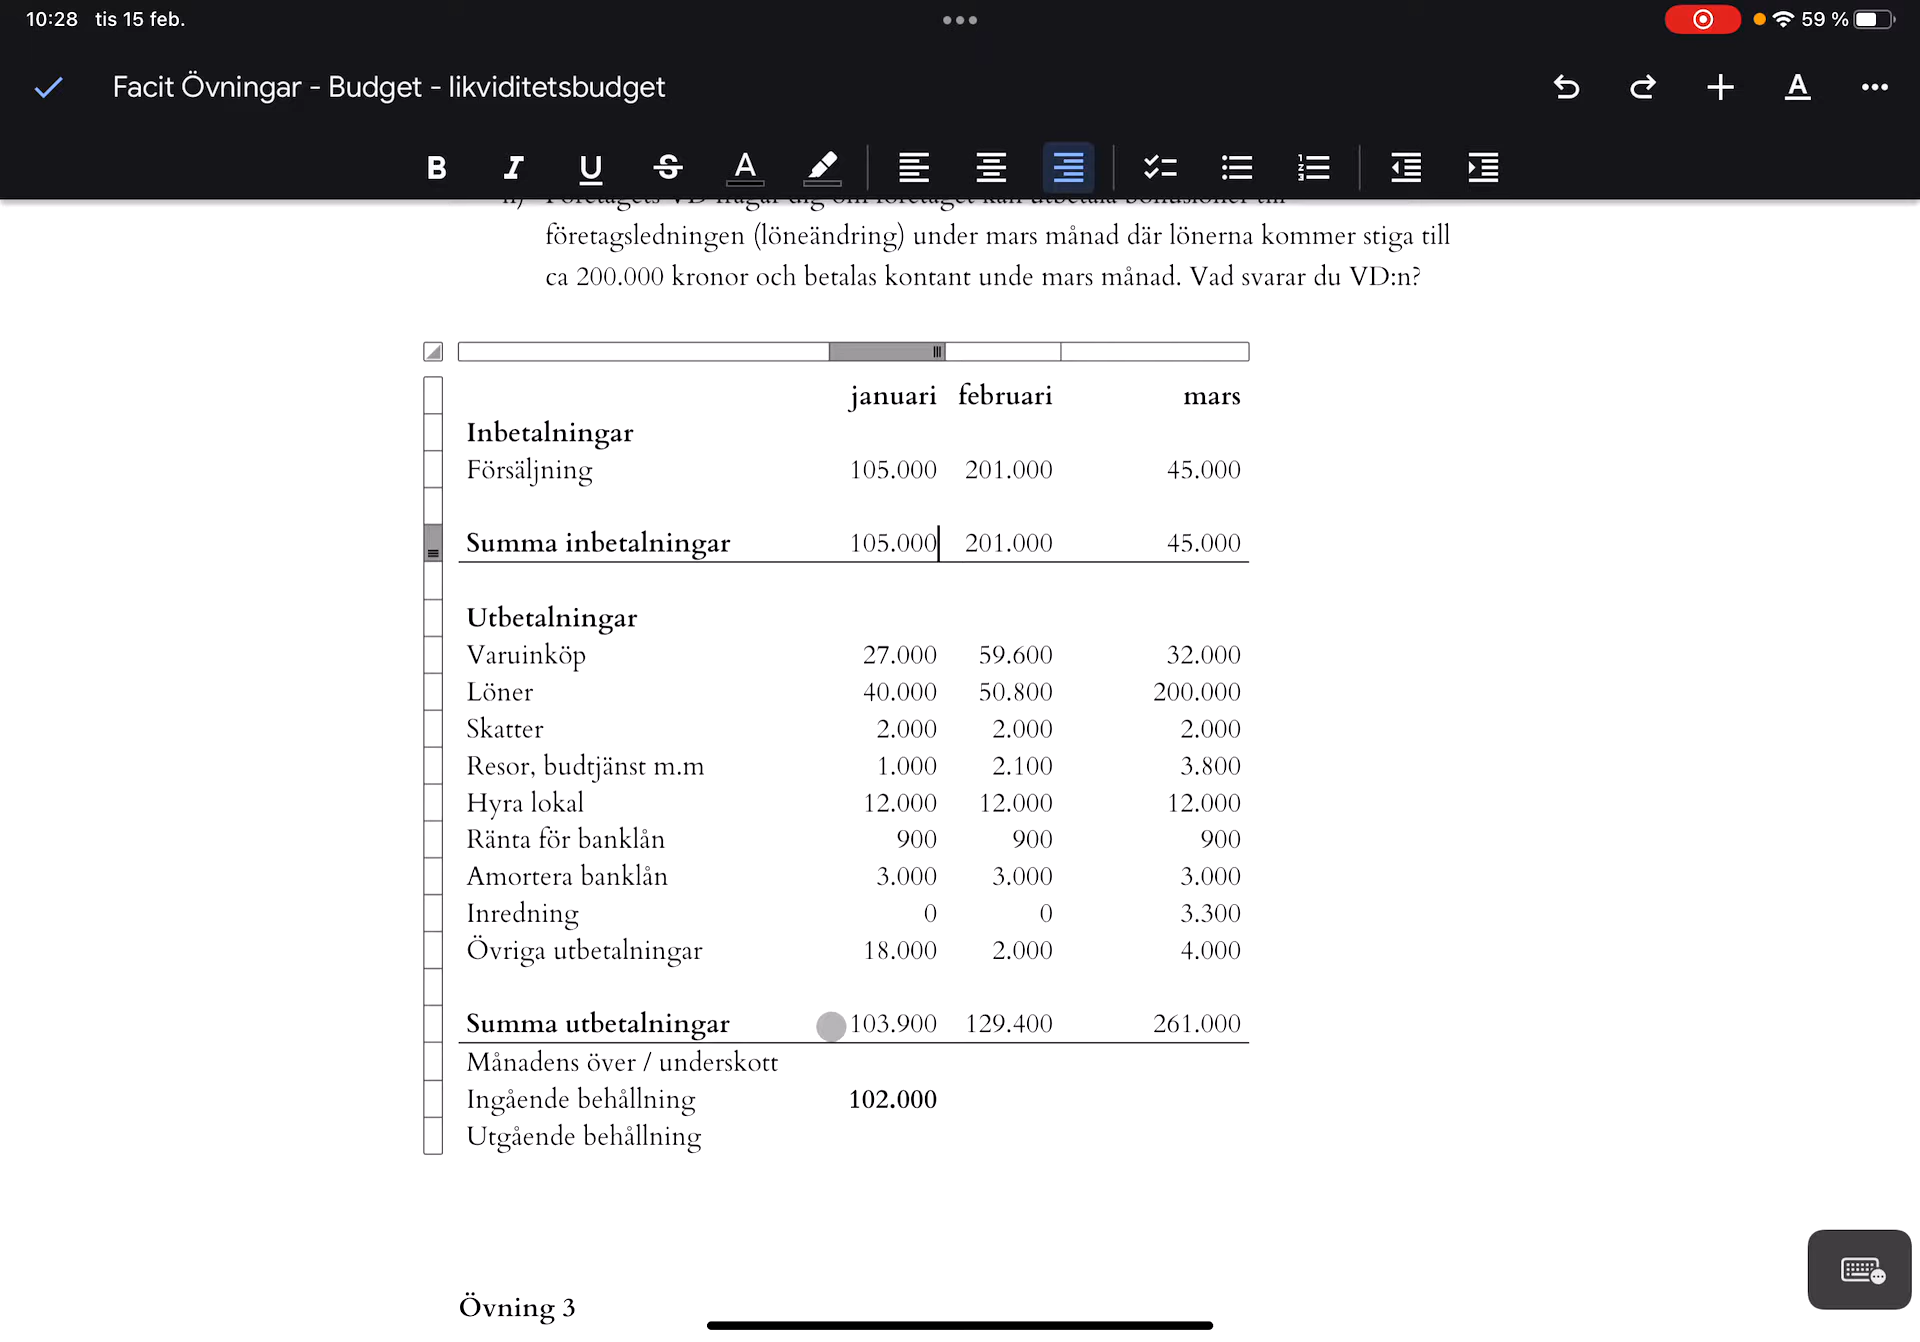 10:28 tis 15 feb.
59 %
Facit Övningar - Budget - likviditetsbudget
B I U S A
företagsledningen (löneändring) under mars månad där lönerna kommer stiga till
ca 200.000 kronor och betalas kontant unde mars månad. Vad svarar du VD:n?
januari februari mars
Inbetalningar
Försäljning 105.000 201.000 45.000
Summa inbetalningar 105.000 201.000 45.000
Utbetalningar
Varuinköp 27.000 59.600 32.000
Löner 40.000 50.800 200.000
Skatter 2.000 2.000 2.000
Resor, budtjänst m.m 1.000 2.100 3.800
Hyra lokal 12.000 12.000 12.000
Ränta för banklån 900 900 900
Amortera banklån 3.000 3.000 3.000
Inredning 0 0 3.300
Övriga utbetalningar 18.000 2.000 4.000
Summa utbetalningar 103.900 129.400 261.000
Månadens över / underskott
Ingående behållning 102.000
Utgående behållning
Övning 3